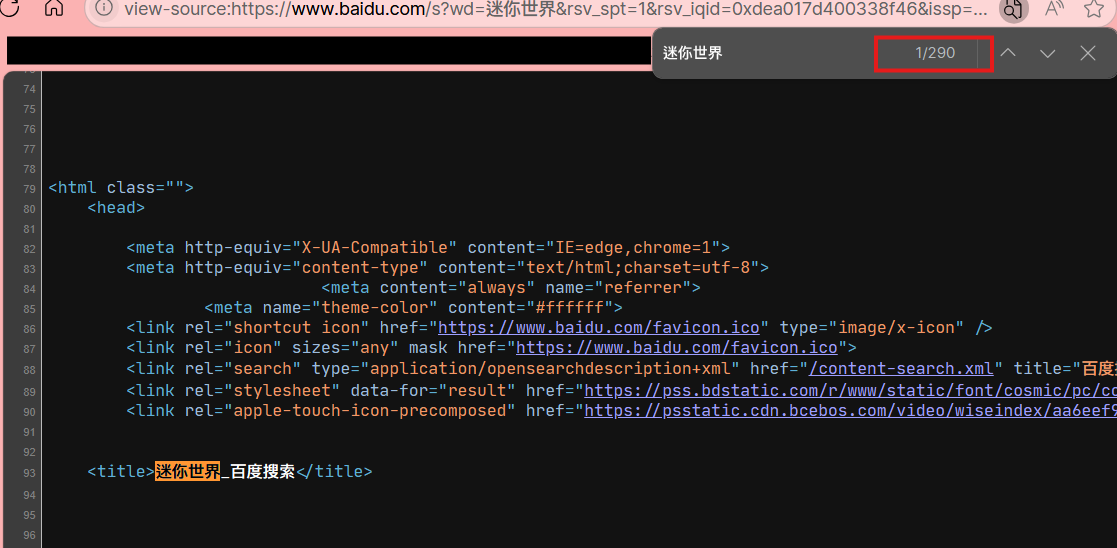 view-source:https://www.baidu.com/s?wd=迷你世界&rsv_spt=1&rsv_iqid=0xdea017d400338f46&issp=...
迷你世界 1/290
74
75
76
77
78
79 <html class="">
80 <head>
81
82 <meta http-equiv="X-UA-Compatible" content="IE=edge,chrome=1">
83 <meta http-equiv="content-type" content="text/html;charset=utf-8">
84 <meta content="always" name="referrer">
85 <meta name="theme-color" content="#ffffff">
86 <link rel="shortcut icon" href="https://www.baidu.com/favicon.ico" type="image/x-icon" />
87 <link rel="icon" sizes="any" mask href="https://www.baidu.com/favicon.ico">
88 <link rel="search" type="application/opensearchdescription+xml" href="/content-search.xml" title="百度
89 <link rel="stylesheet" data-for="result" href="https://pss.bdstatic.com/r/www/static/font/cosmic/pc/co
90 <link rel="apple-touch-icon-precomposed" href="https://psstatic.cdn.bcebos.com/video/wiseindex/aa6eef9
91
92
93 <title>迷你世界_百度搜索</title>
94
95
96